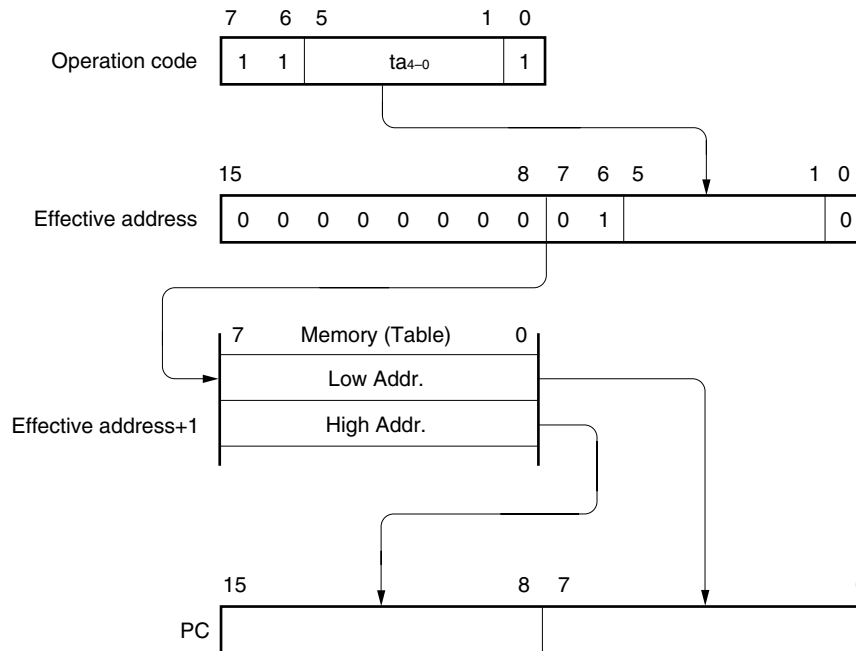 7 6 5 1 0
Operation code 1 1 ta4–0 1
15 8 7 6 5 1 0
Effective address 0 0 0 0 0 0 0 0 0 1 0
7 Memory (Table) 0
Low Addr.
Effective address+1 High Addr.
15 8 7
PC